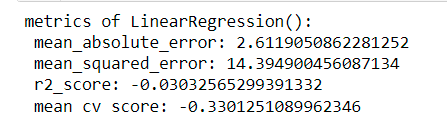 metrics of LinearRegression():
mean_absolute_error: 2.6119050862281252
mean_squared_error: 14.394900456087134
r2_score: -0.03032565299391332
mean cv score: -0.3301251089962346